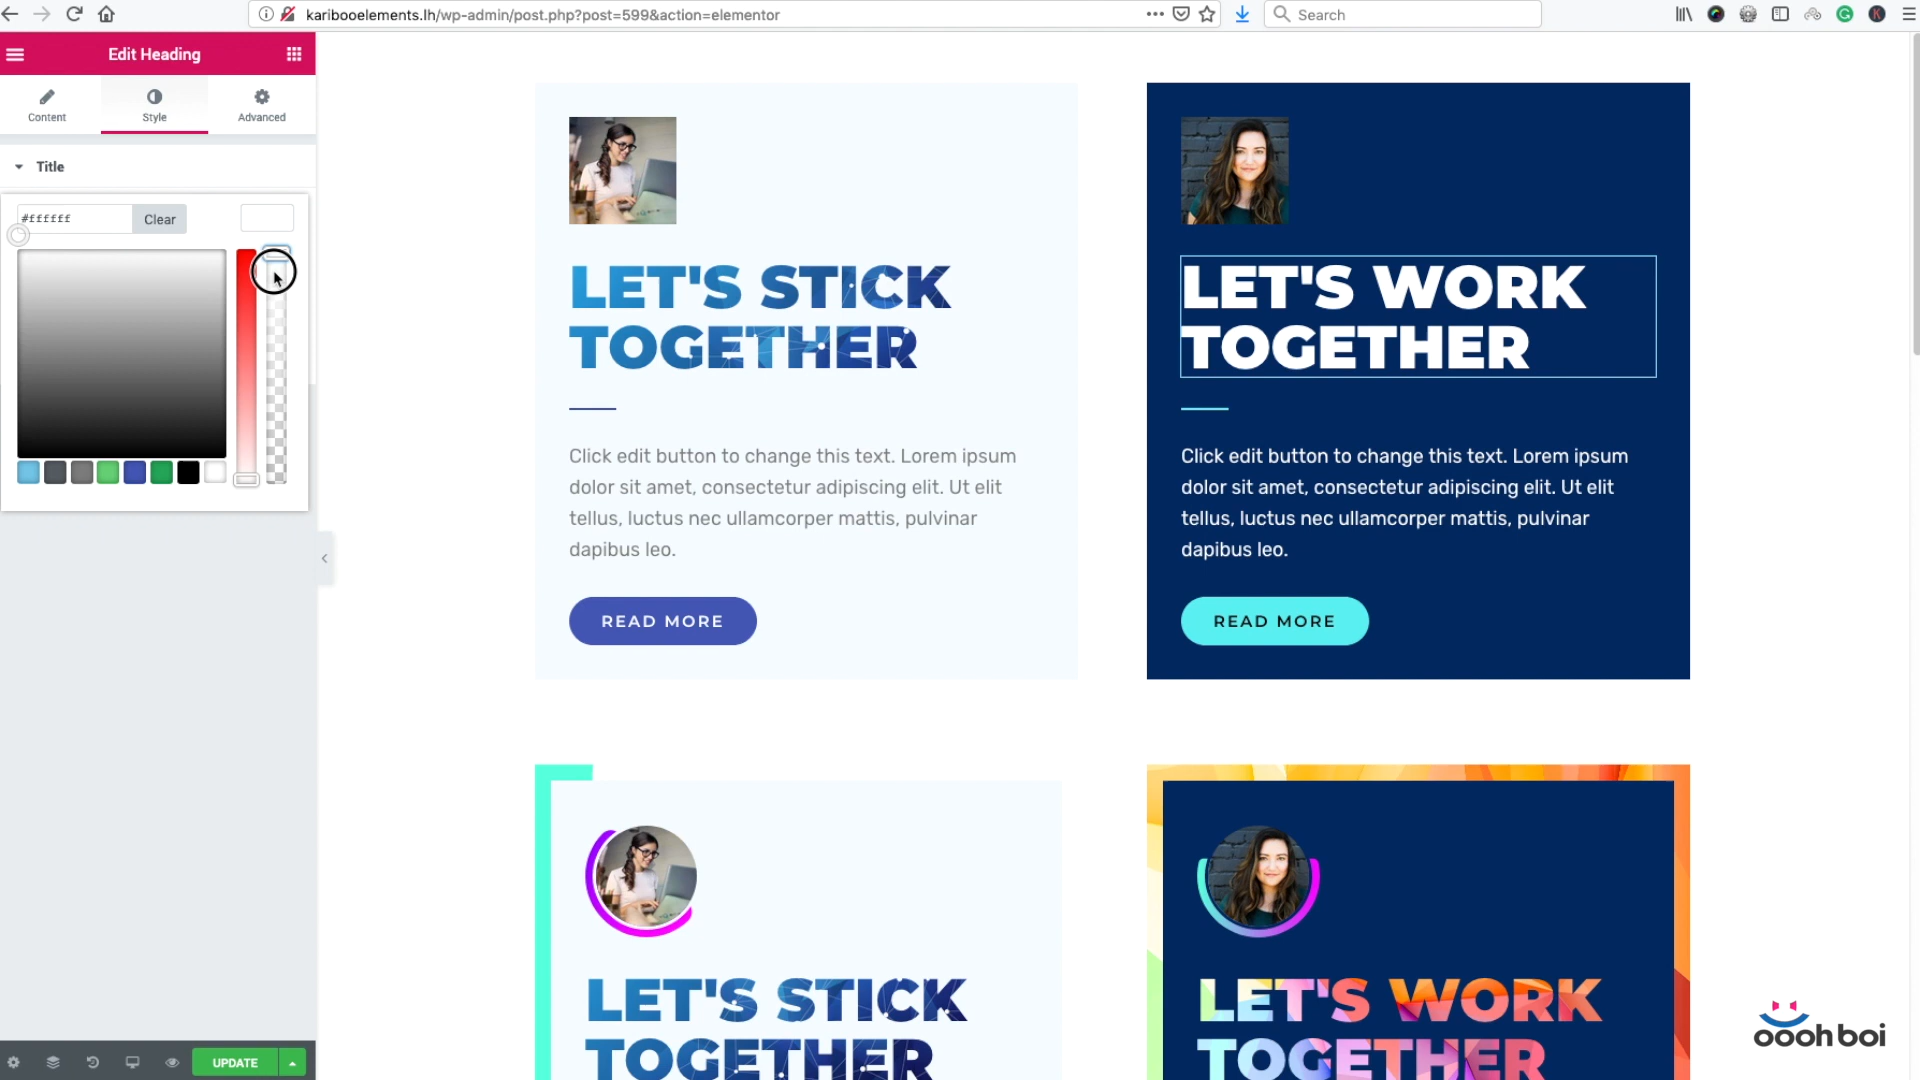 karibooelements.lh/wp-admin/post.php?post=599&action=elementor
Search
Edit Heading
Content
Style
Advanced
Title
#ffffff
Clear
UPDATE
LET'S STICK
TOGETHER
Click edit button to change this text. Lorem ipsum
dolor sit amet, consectetur adipiscing elit. Ut elit
tellus, luctus nec ullamcorper mattis, pulvinar
dapibus leo.
READ MORE
LET'S WORK
TOGETHER
Click edit button to change this text. Lorem ipsum
dolor sit amet, consectetur adipiscing elit. Ut elit
tellus, luctus nec ullamcorper mattis, pulvinar
dapibus leo.
READ MORE
LET'S STICK
TOGETHER
LET'S WORK
TOGETHER
oooh boi